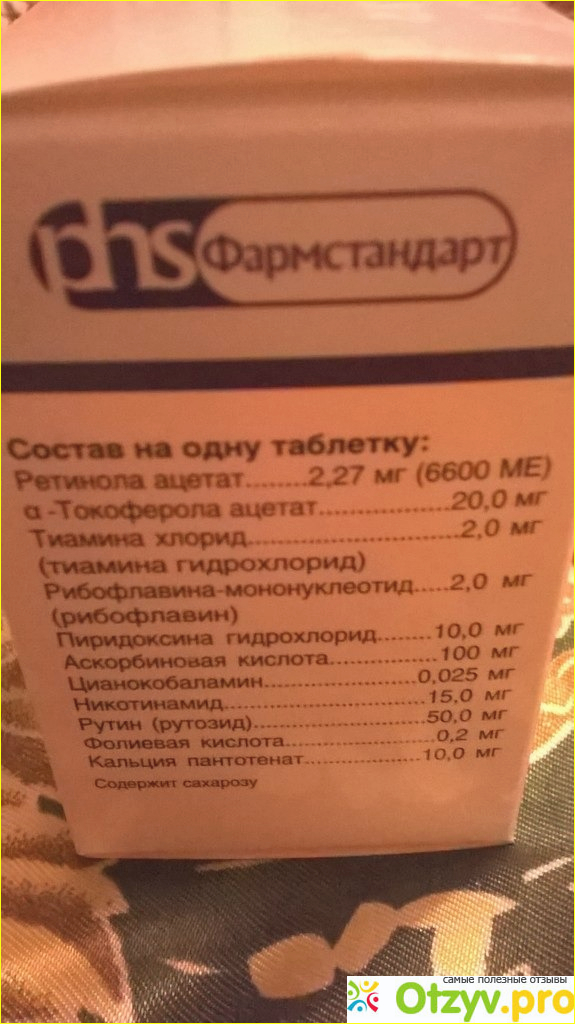 phs Фармстандарт
Состав на одну таблетку:
Ретинола ацетат........2,27 мг (6600 МЕ)
α -Токоферола ацетат.................20,0 мг
Тиамина хлорид...........................2,0 мг
(тиамина гидрохлорид)
Рибофлавина-мононуклеотид.....2,0 мг
(рибофлавин)
Пиридоксина гидрохлорид........10,0 мг
Аскорбиновая кислота................100 мг
Цианокобаламин......................0,025 мг
Никотинамид.............................15,0 мг
Рутин (рутозид)..........................50,0 мг
Фолиевая кислота......................0,2 мг
Кальция пантотенат..................10,0 мг
Содержит сахарозу
самые полезные отзывы
Otzyv.pro